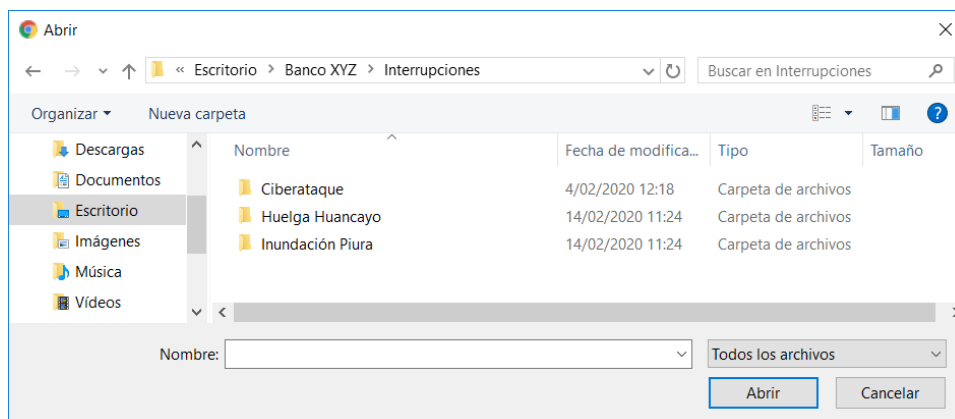 Abrir
« Escritorio > Banco XYZ > Interrupciones
Buscar en Interrupciones
Organizar
Nueva carpeta
?
Nombre
Fecha de modifica...
Tipo
Tamaño
Descargas
Documentos
Escritorio
Imágenes
Música
Vídeos
Ciberataque 4/02/2020 12:18 Carpeta de archivos
Huelga Huancayo 14/02/2020 11:24 Carpeta de archivos
Inundación Piura 14/02/2020 11:24 Carpeta de archivos
Nombre:
Todos los archivos
Abrir
Cancelar